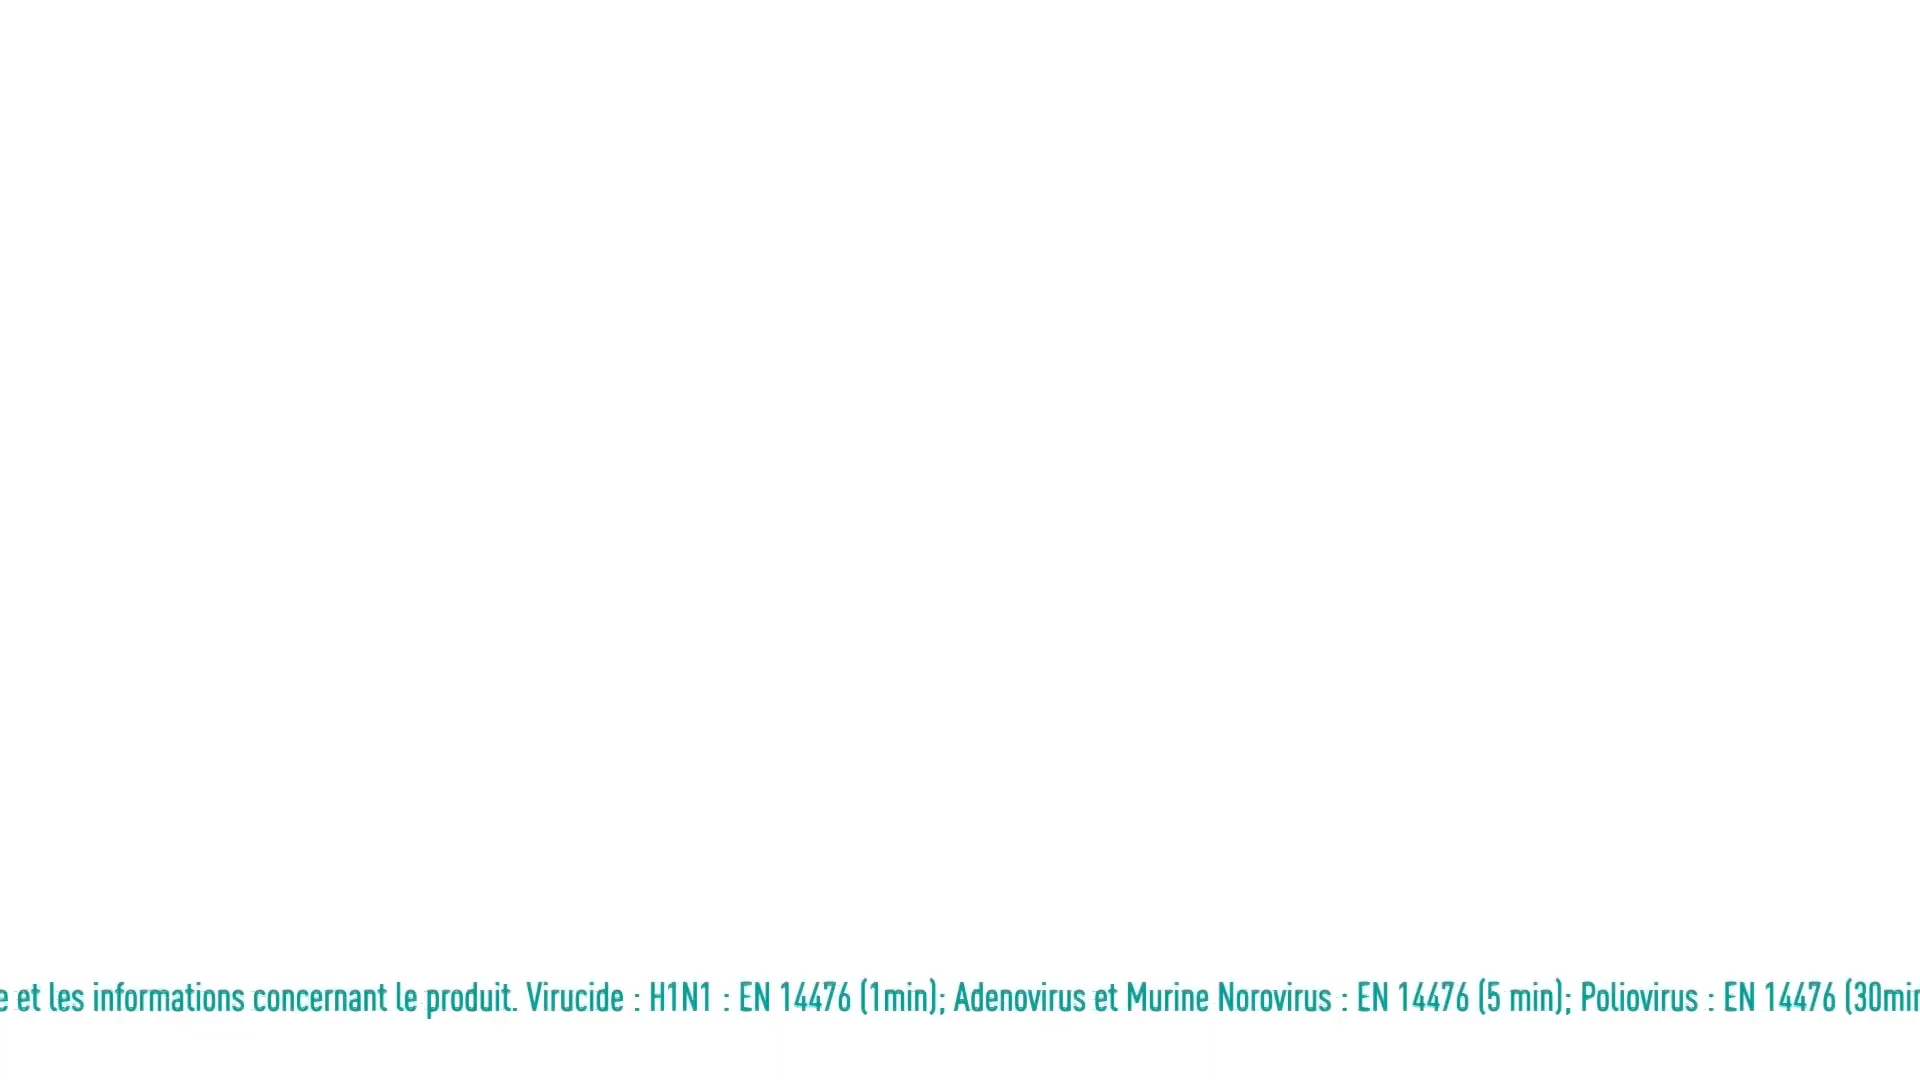 et les informations concernant le produit. Virucide : H1N1 : EN 14476 (1min); Adenovirus et Murine Norovirus : EN 14476 (5 min); Poliovirus : EN 14476 (30min